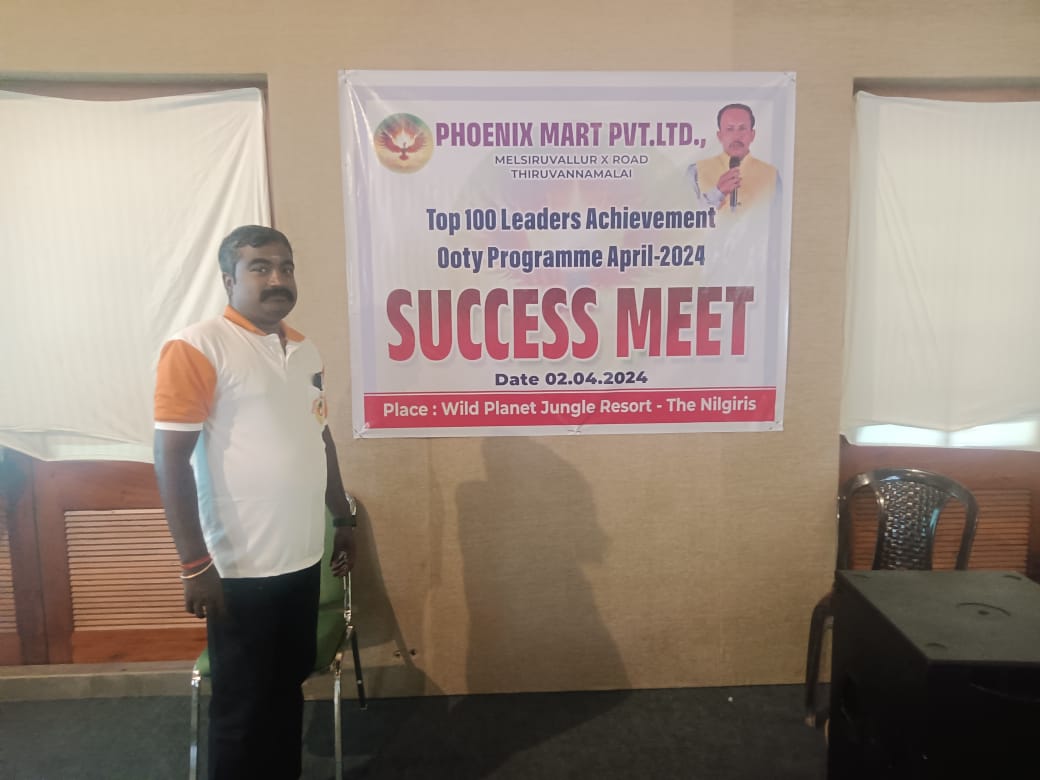 PHOENIX MART PVT.LTD.,
MELSIRUVALLUR X ROAD
THIRUVANNAMALAI
Top 100 Leaders Achievement
Ooty Programme April-2024
SUCCESS MEET
Date 02.04.2024
Place : Wild Planet Jungle Resort - The Nilgiris